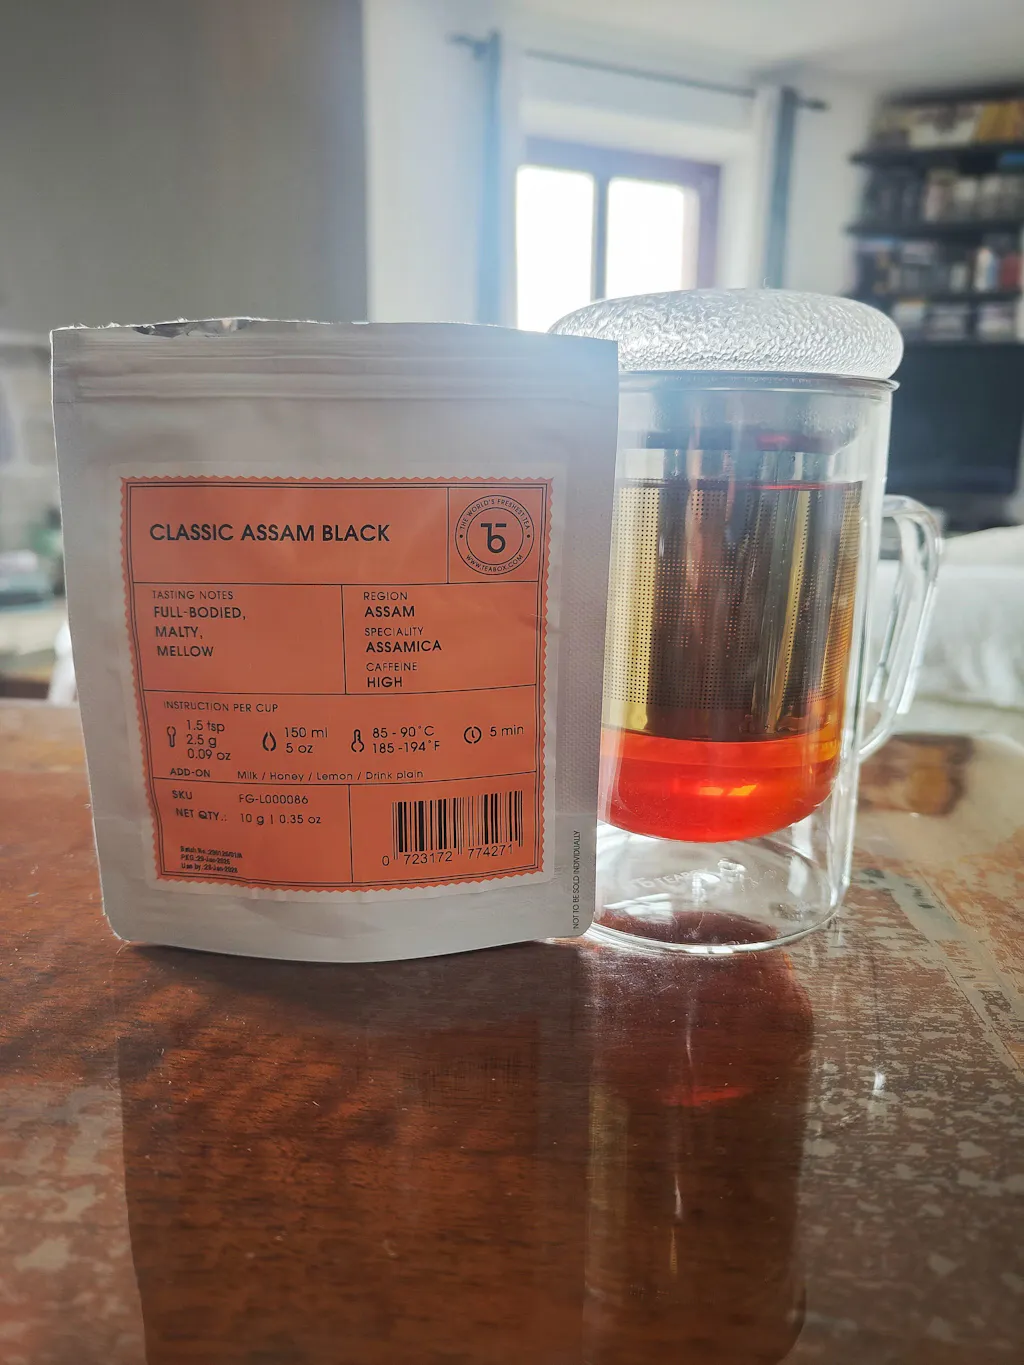 CLASSIC ASSAM BLACK
• THE WORLD'S FRESHEST TEA •
WWW.TEABOX.COM
TASTING NOTES
FULL-BODIED,
MALTY,
MELLOW
REGION
ASSAM
SPECIALITY
ASSAMICA
CAFFEINE
HIGH
INSTRUCTION PER CUP
1.5 tsp
2.5 g
0.09 oz
150 ml
5 oz
85 - 90°C
185 -194°F
5 min
ADD-ON Milk / Honey / Lemon / Drink plain
SKU FG-L000086
NET QTY.: 10 g | 0.35 oz
0 723172 774271
NOT TO BE SOLD INDIVIDUALLY